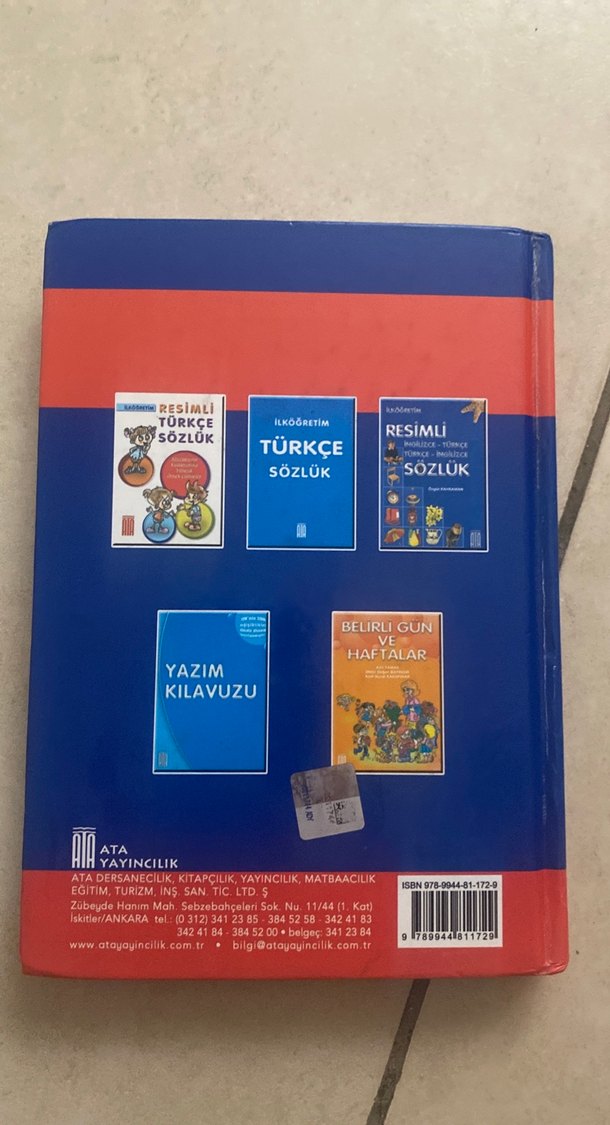 İLKÖĞRETİM
RESİMLİ
TÜRKÇE
SÖZLÜK
İLKÖĞRETİM
TÜRKÇE
SÖZLÜK
İLKÖĞRETİM
RESİMLİ
İNGİLİZCE - TÜRKÇE
TÜRKÇE - İNGİLİZCE
SÖZLÜK
Özgür KAHRAMAN
YAZIM
KILAVUZU
BELİRLİ GÜN
VE
HAFTALAR
ATA
ATA
YAYINCILIK
ATA DERSANECİLİK, KİTAPÇILIK, YAYINCILIK, MATBAACILIK
EĞİTİM, TURİZM, İNŞ. SAN. TİC. LTD. Ş
Zübeyde Hanım Mah. Sebzebahçeleri Sok. Nu. 11/44 (1. Kat)
İskitler/ANKARA tel.: (0 312) 341 23 85 - 384 52 58 - 342 41 83
342 41 84 - 384 52 00 • belgeç: 341 23 84
www.atayayincilik.com.tr • bilgi@atayayincilik.com.tr
ISBN 978-9944-81-172-9
9 789944 811729